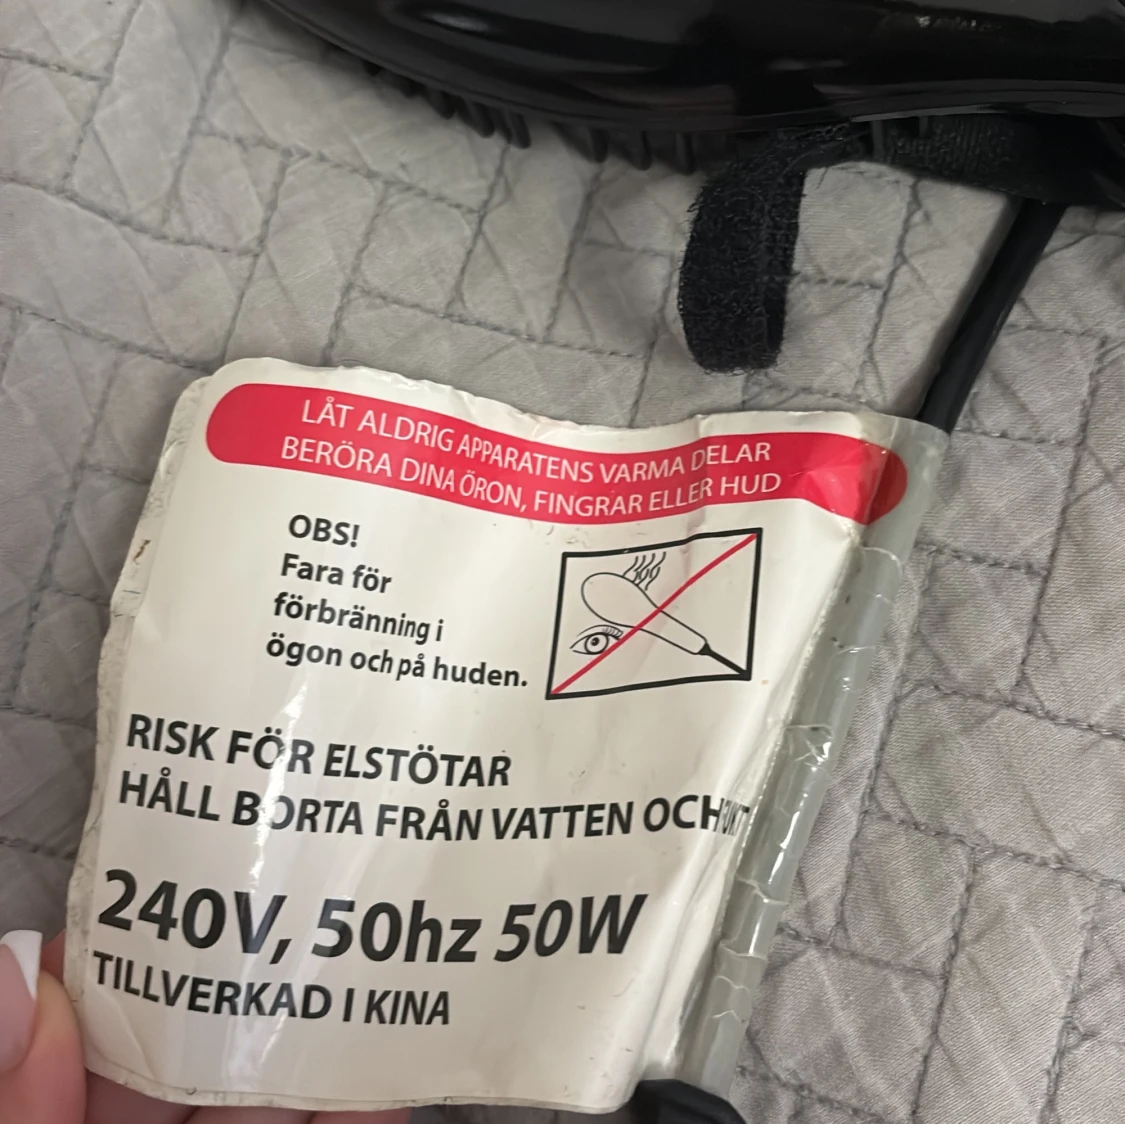 LÅT ALDRIG APPARATENS VARMA DELAR
BERÖRA DINA ÖRON, FINGRAR ELLER HUD
OBS!
Fara för
förbränning i
ögon och på huden.
RISK FÖR ELSTÖTAR
HÅLL BORTA FRÅN VATTEN OCH
240V, 50hz 50W
TILLVERKAD I KINA